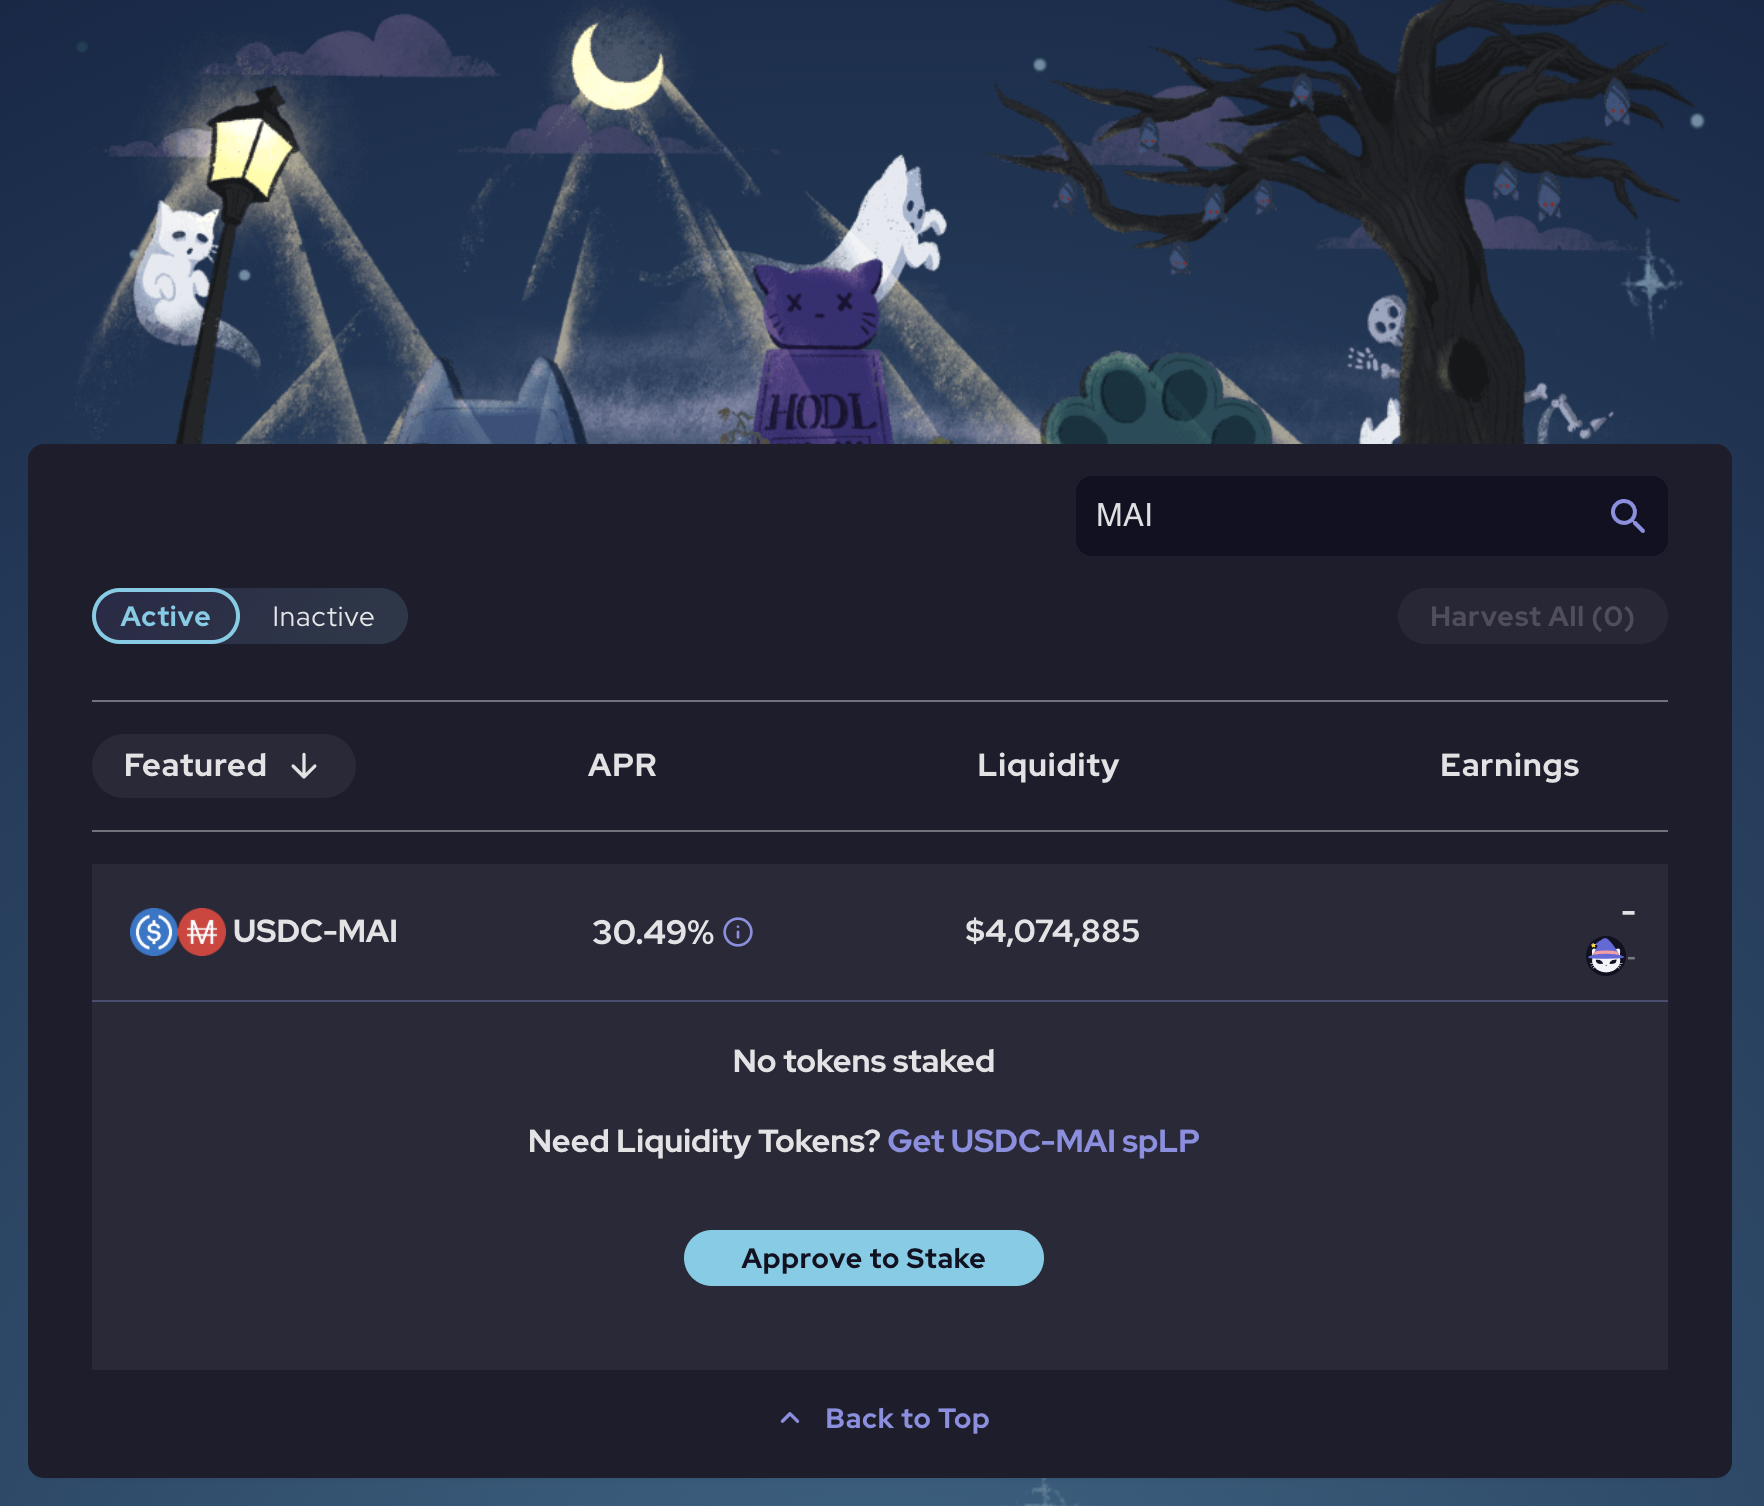 HODL
MAI
Active
Inactive
Harvest All (0)
Featured
APR
Liquidity
Earnings
USDC-MAI
30.49%
$4,074,885
-
-
No tokens staked
Need Liquidity Tokens? Get USDC-MAI spLP
Approve to Stake
Back to Top